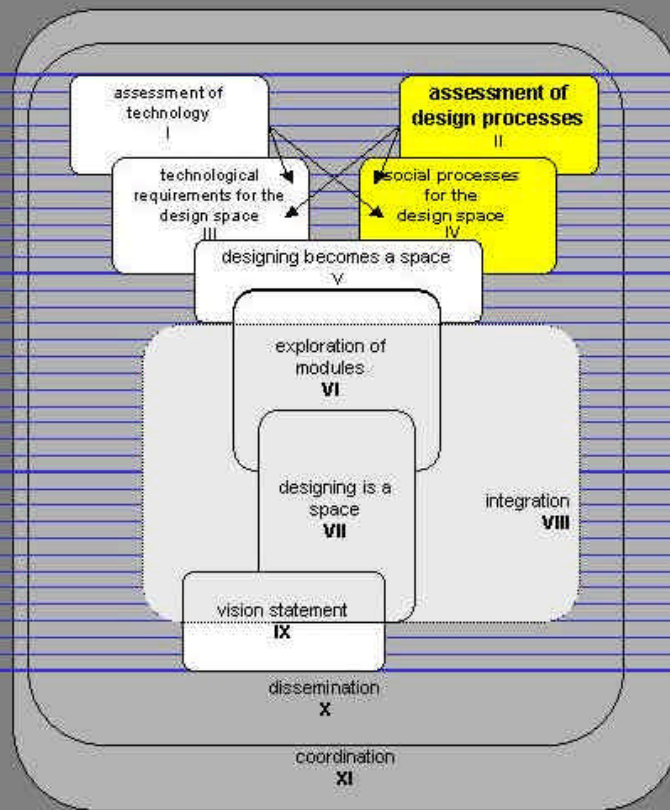 assessment of
technology
I
assessment of
design processes
II
technological
requirements for the
design space
III
social processes
for the
design space
IV
designing becomes a space
V
exploration of
modules
VI
designing is a
space
VII
integration
VIII
vision statement
IX
dissemination
X
coordination
XI